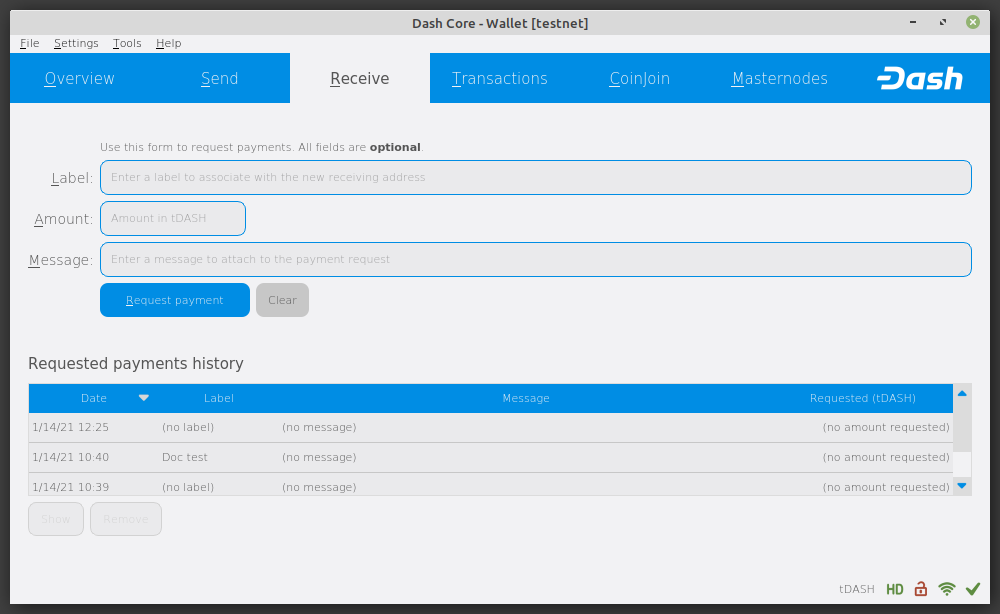 Dash Core - Wallet [testnet]
File Settings Tools Help
Overview Send Receive Transactions CoinJoin Masternodes Dash
Use this form to request payments. All fields are optional.
Label: Enter a label to associate with the new receiving address
Amount: Amount in tDASH
Message: Enter a message to attach to the payment request
Request payment Clear
Requested payments history
Date Label Message Requested (tDASH)
1/14/21 12:25 (no label) (no message) (no amount requested)
1/14/21 10:40 Doc test (no message) (no amount requested)
1/14/21 10:39 (no label) (no message) (no amount requested)
Show Remove
tDASH HD